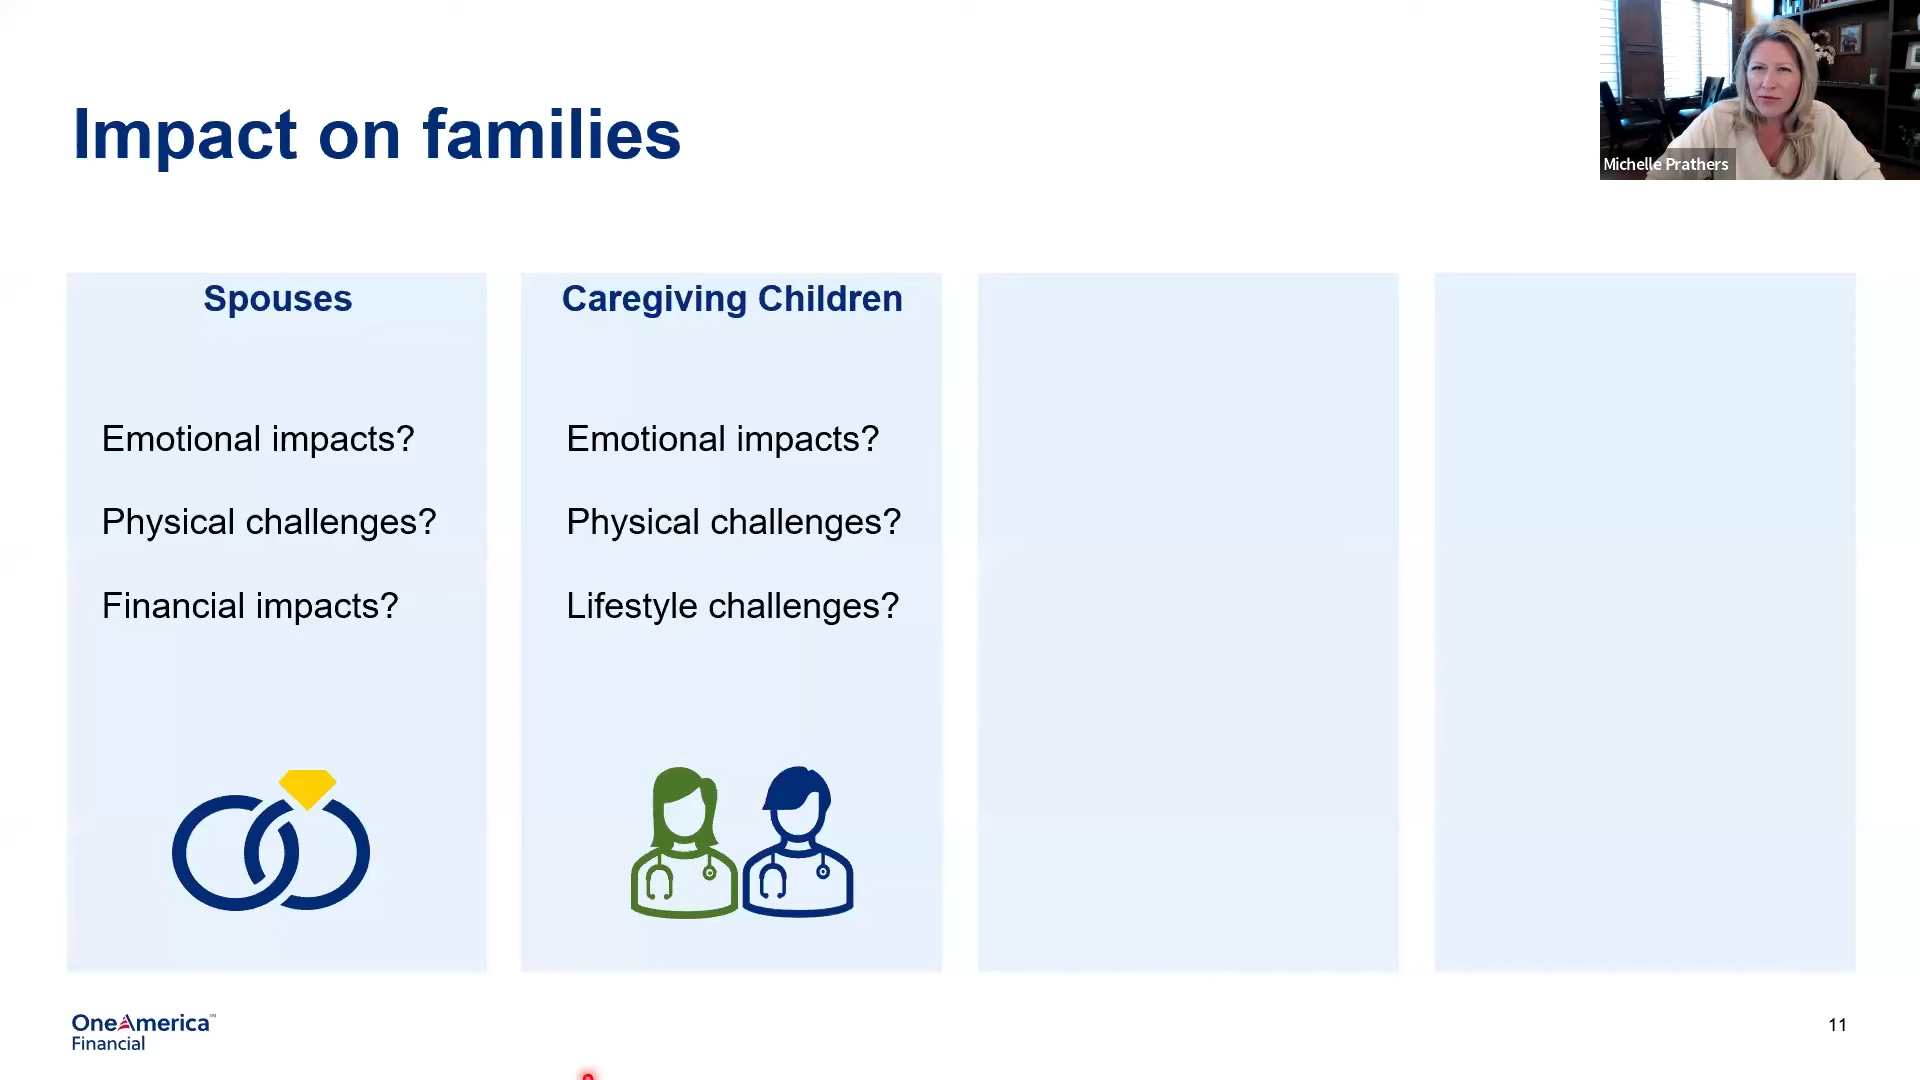 Impact on families
Michelle Prathers
Spouses
Emotional impacts?
Physical challenges?
Financial impacts?
Caregiving Children
Emotional impacts?
Physical challenges?
Lifestyle challenges?
OneAmerica
Financial
11